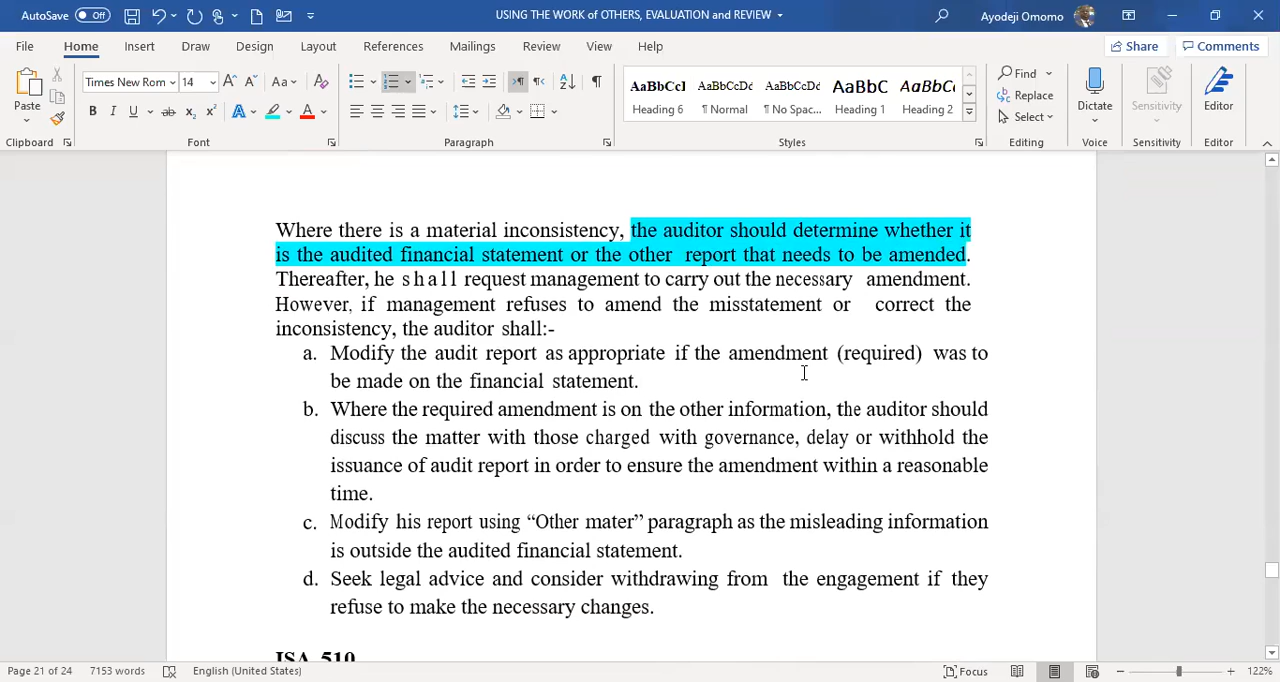 AutoSave Off USING THE WORK of OTHERS, EVALUATION and REVIEW Ayodeji Omomo
File Home Insert Draw Design Layout References Mailings Review View Help Share Comments
Times New Rom 14 Aa AaBbCcI AaBbCcDc AaBbCcDc AaBbC AaBbC Find
Paste Replace Dictate Sensitivity Editor
B I U ab x₂ x² A A Heading 6 ¶ Normal ¶ No Spac... Heading 1 Heading 2 Select
Clipboard Font Paragraph Styles Editing Voice Sensitivity Editor
Where there is a material inconsistency, the auditor should determine whether it
is the audited financial statement or the other report that needs to be amended.
Thereafter, he shall request management to carry out the necessary amendment.
However, if management refuses to amend the misstatement or correct the
inconsistency, the auditor shall:-
a. Modify the audit report as appropriate if the amendment (required) was to
be made on the financial statement.
b. Where the required amendment is on the other information, the auditor should
discuss the matter with those charged with governance, delay or withhold the
issuance of audit report in order to ensure the amendment within a reasonable
time.
c. Modify his report using “Other mater” paragraph as the misleading information
is outside the audited financial statement.
d. Seek legal advice and consider withdrawing from the engagement if they
refuse to make the necessary changes.
ISA 510
Page 21 of 24 7153 words English (United States) Focus 122%